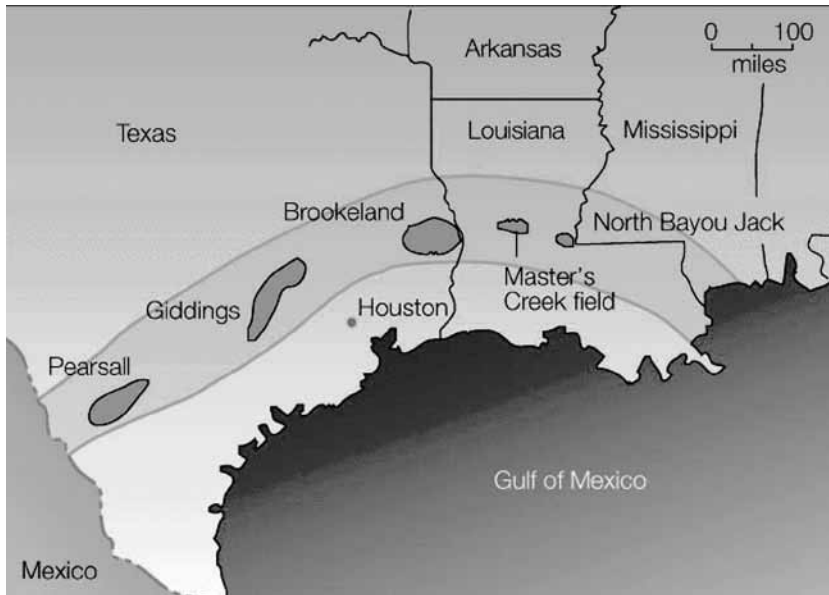 Arkansas
0 100
miles
Texas
Louisiana
Mississippi
Brookeland
North Bayou Jack
Master's
Creek field
Giddings
Houston
Pearsall
Gulf of Mexico
Mexico